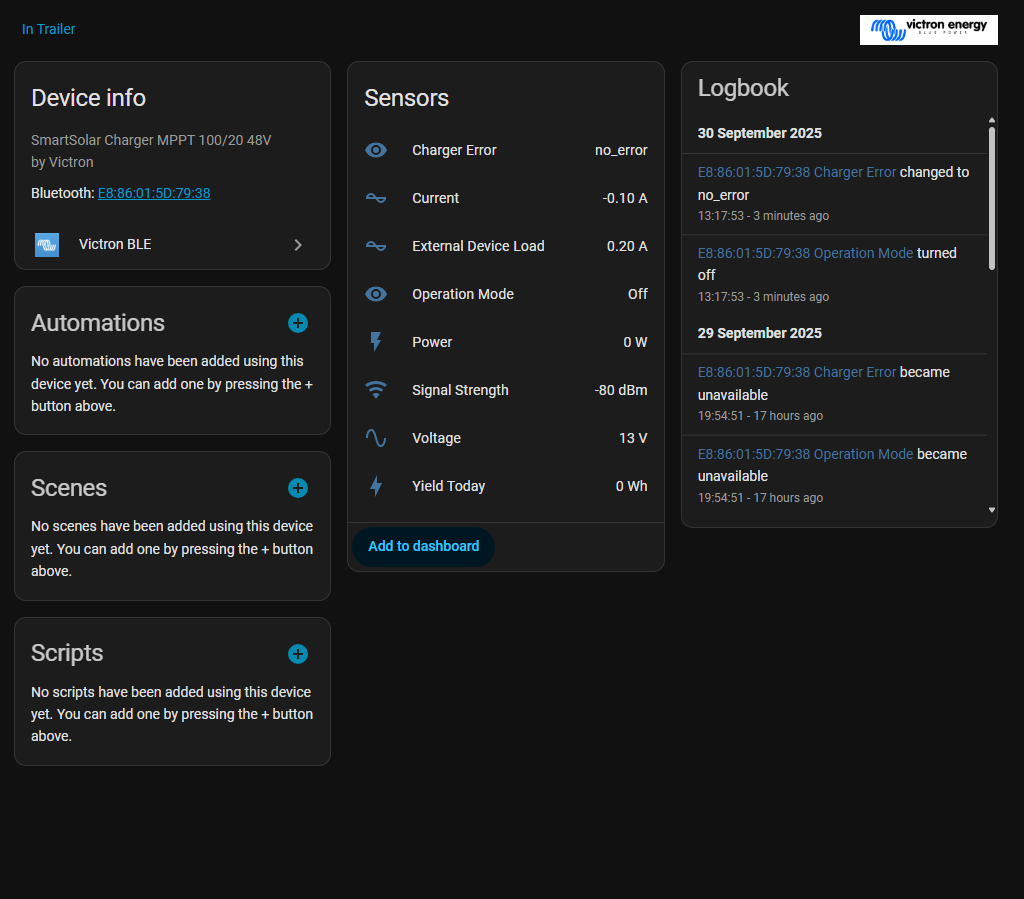 In Trailer
victron energy
BLUE POWER
Device info
SmartSolar Charger MPPT 100/20 48V
by Victron
Bluetooth: E8:86:01:5D:79:38
Victron BLE
Automations
No automations have been added using this
device yet. You can add one by pressing the +
button above.
Scenes
No scenes have been added using this device
yet. You can add one by pressing the + button
above.
Scripts
No scripts have been added using this device
yet. You can add one by pressing the + button
above.
Sensors
Charger Error no_error
Current -0.10 A
External Device Load 0.20 A
Operation Mode Off
Power 0 W
Signal Strength -80 dBm
Voltage 13 V
Yield Today 0 Wh
Add to dashboard
Logbook
30 September 2025
E8:86:01:5D:79:38 Charger Error changed to
no_error
13:17:53 - 3 minutes ago
E8:86:01:5D:79:38 Operation Mode turned
off
13:17:53 - 3 minutes ago
29 September 2025
E8:86:01:5D:79:38 Charger Error became
unavailable
19:54:51 - 17 hours ago
E8:86:01:5D:79:38 Operation Mode became
unavailable
19:54:51 - 17 hours ago